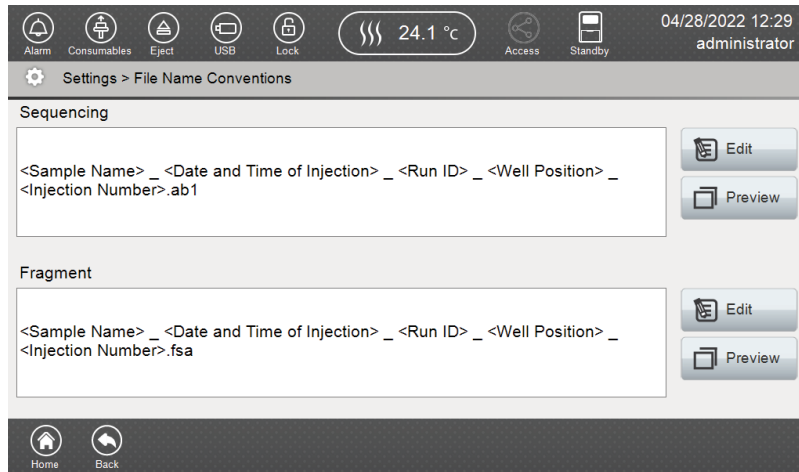 Alarm Consumables Eject USB Lock 24.1 °C Access Standby 04/28/2022 12:29
administrator
Settings > File Name Conventions
Sequencing
<Sample Name> _ <Date and Time of Injection> _ <Run ID> _ <Well Position> _
<Injection Number>.ab1
Edit
Preview
Fragment
<Sample Name> _ <Date and Time of Injection> _ <Run ID> _ <Well Position> _
<Injection Number>.fsa
Edit
Preview
Home Back